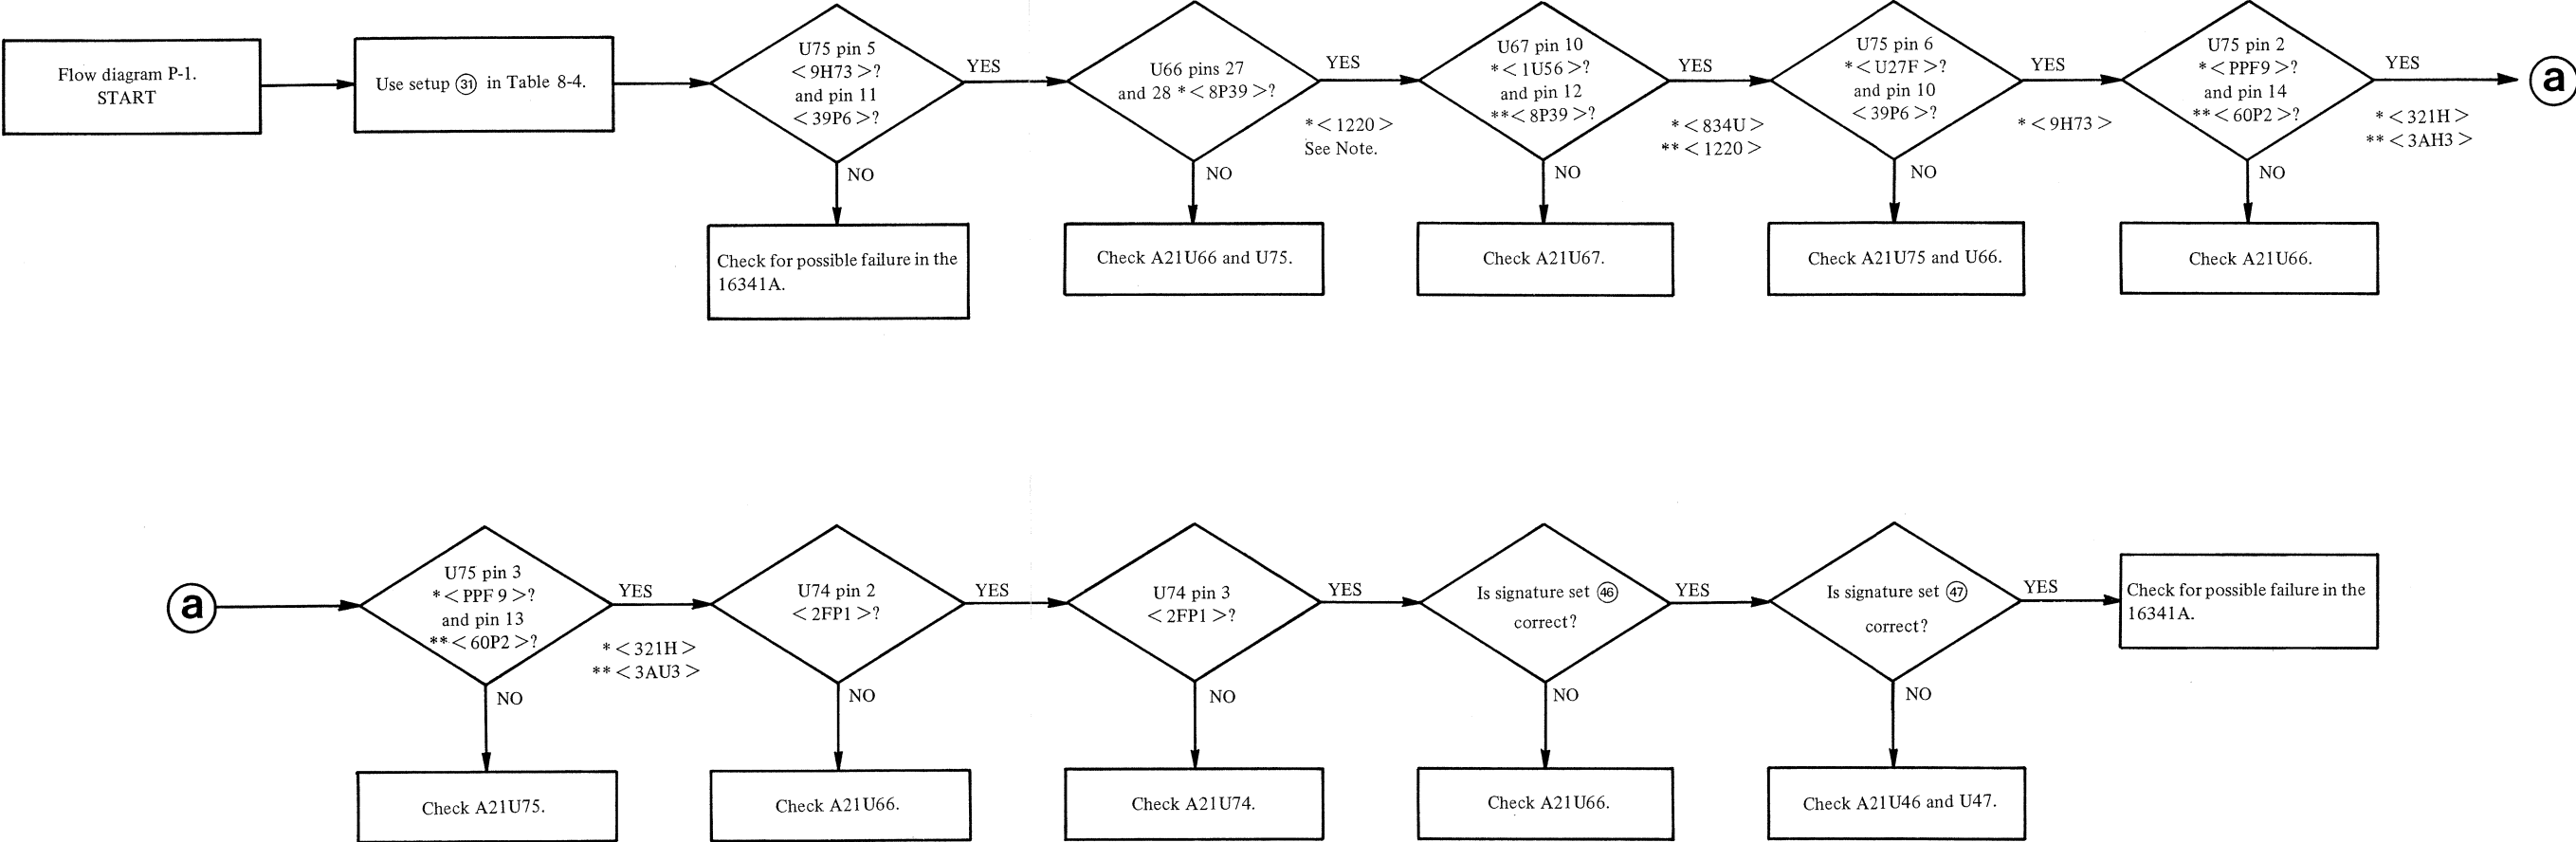 Flow diagram P-1.
START
Use setup ㉛ in Table 8-4.
U75 pin 5
< 9H73 >?
and pin 11
< 39P6 >?
YES
NO
Check for possible failure in the
16341A.
U66 pins 27
and 28 *< 8P39 >?
YES
*< 1220 >
See Note.
NO
Check A21U66 and U75.
U67 pin 10
*< 1U56 >?
and pin 12
**< 8P39 >?
YES
*< 834U >
**< 1220 >
NO
Check A21U67.
U75 pin 6
*< U27F >?
and pin 10
< 39P6 >?
YES
*< 9H73 >
NO
Check A21U75 and U66.
U75 pin 2
*< PPF9 >?
and pin 14
**< 60P2 >?
YES
*< 321H >
**< 3AH3 >
NO
Check A21U66.
a
a
U75 pin 3
*< PPF 9 >?
and pin 13
**< 60P2 >?
YES
*< 321H >
**< 3AU3 >
NO
Check A21U75.
U74 pin 2
< 2FP1 >?
YES
NO
Check A21U66.
U74 pin 3
< 2FP1 >?
YES
NO
Check A21U74.
Is signature set ㊻
correct?
YES
NO
Check A21U66.
Is signature set ㊼
correct?
YES
NO
Check A21U46 and U47.
Check for possible failure in the
16341A.